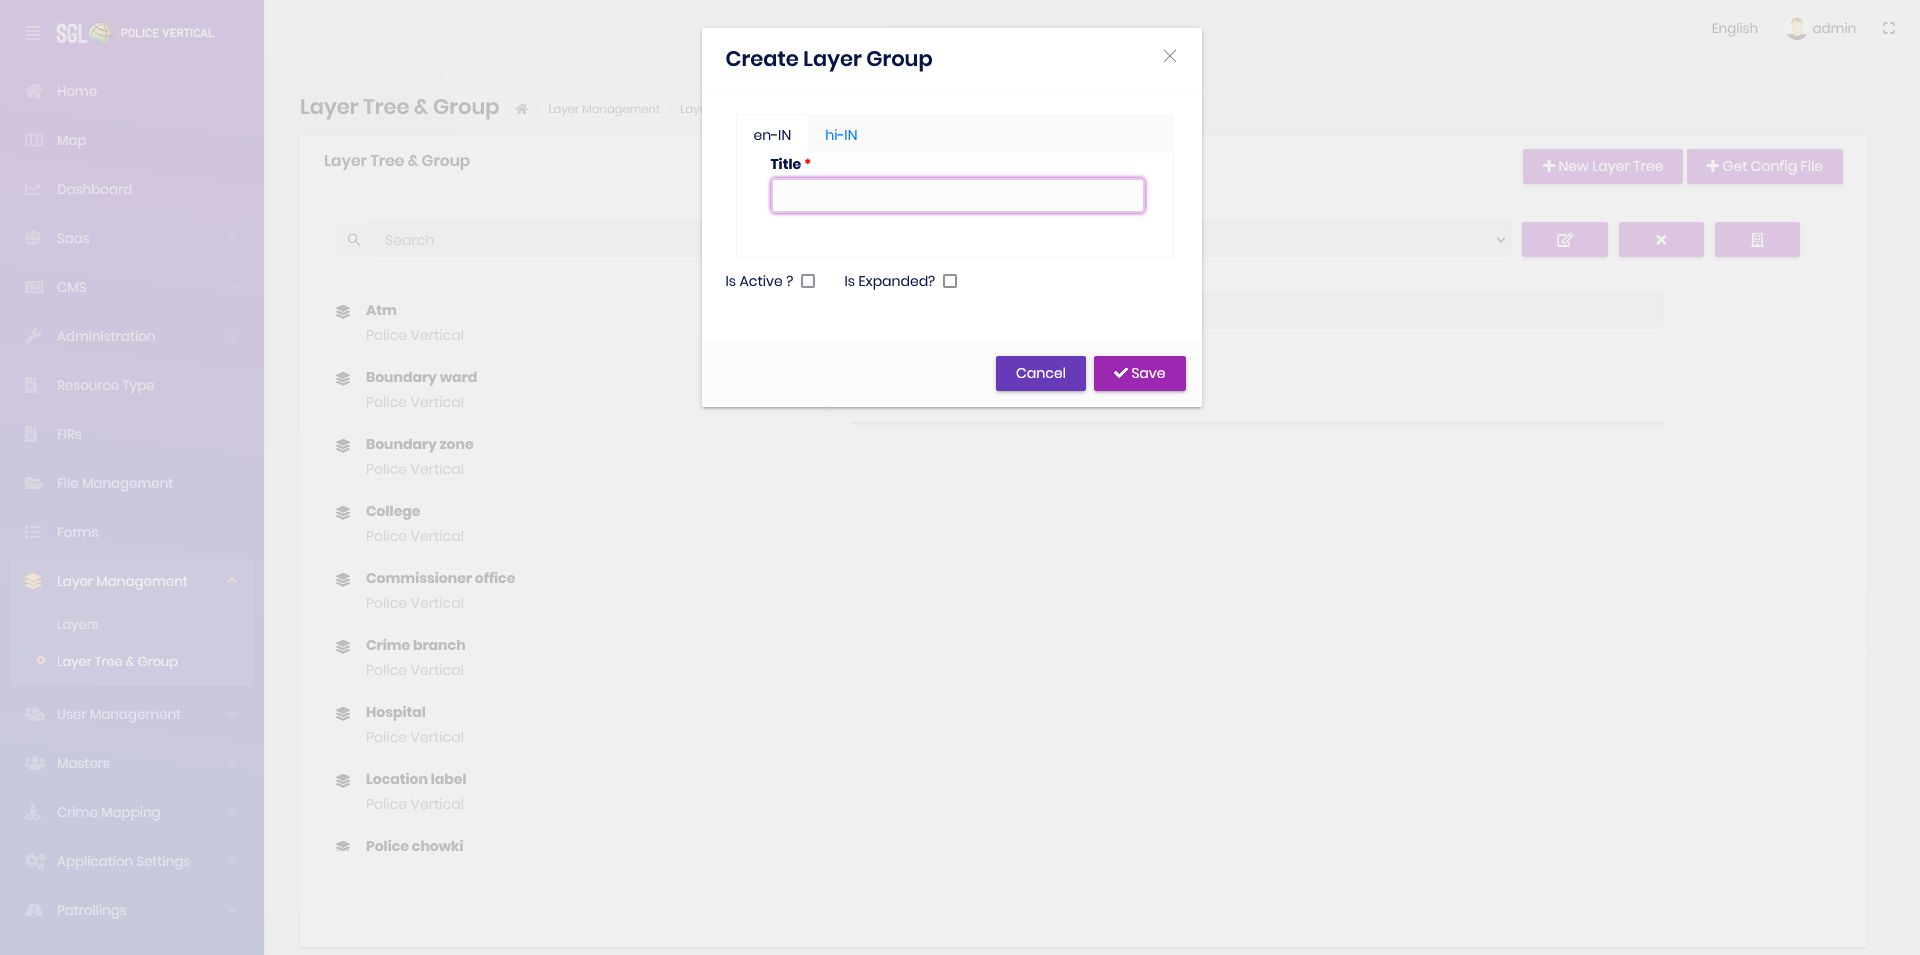 SGL POLICE VERTICAL
Home
Map
Dashboard
Saas
CMS
Administration
Resource Type
FIRs
File Management
Forms
Layer Management
Layers
Layer Tree & Group
User Management
Masters
Crime Mapping
Application Settings
Patrollings
English
admin
Layer Tree & Group
Layer Management
Layer Tree & Group
New Layer Tree
Get Config File
Search
Atm
Police Vertical
Boundary ward
Police Vertical
Boundary zone
Police Vertical
College
Police Vertical
Commissioner office
Police Vertical
Crime branch
Police Vertical
Hospital
Police Vertical
Location label
Police Vertical
Police chowki
Create Layer Group
en-IN
hi-IN
Title *
Is Active ?
Is Expanded?
Cancel
Save